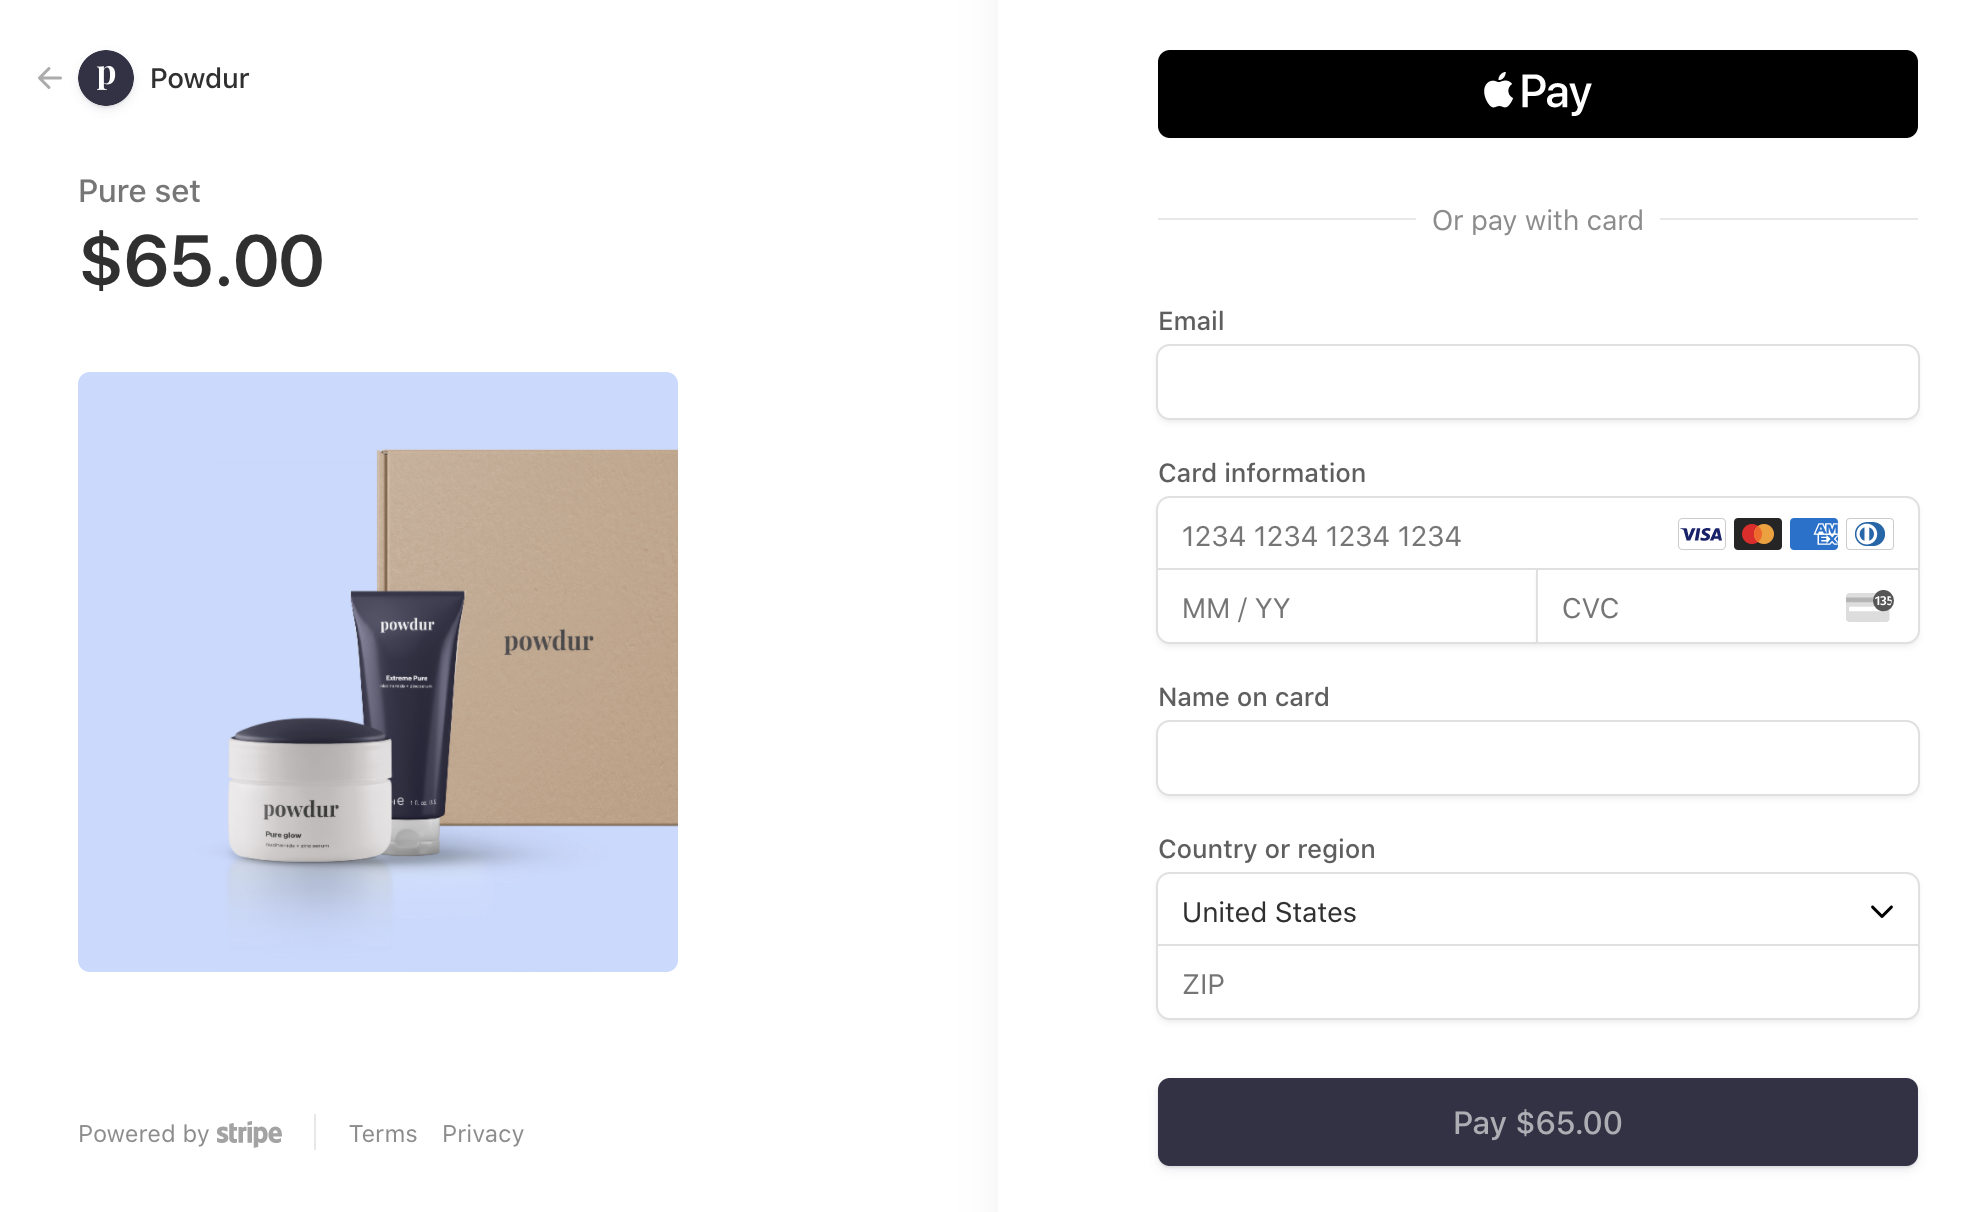 p Powdur
Pure set
$65.00
powdur
powdur
Extreme Pure
powdur
Pure glow
Powered by stripe
Terms Privacy
Pay
Or pay with card
Email
Card information
1234 1234 1234 1234 VISA AMEX
MM / YY CVC 135
Name on card
Country or region
United States
ZIP
Pay $65.00